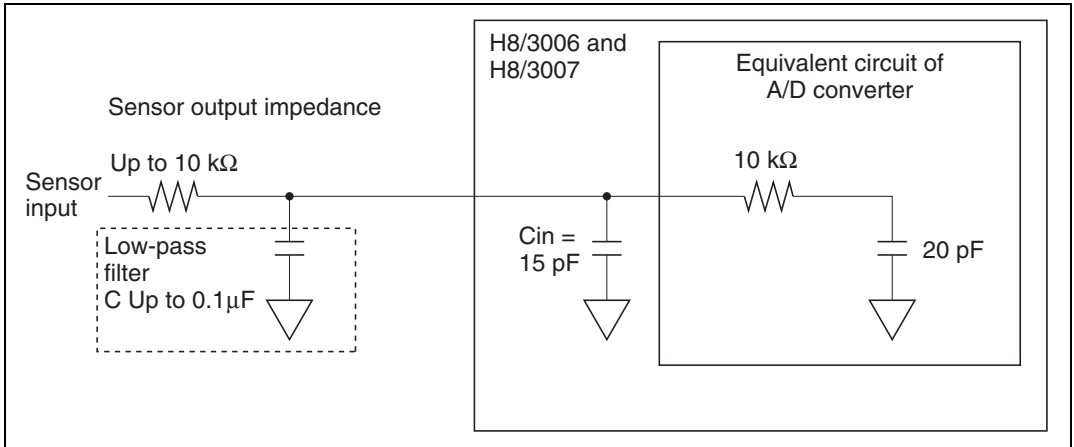 H8/3006 and
H8/3007
Equivalent circuit of
A/D converter
Sensor output impedance
Up to 10 kΩ
10 kΩ
Sensor
input
Low-pass
filter
C Up to 0.1μF
Cin =
15 pF
20 pF